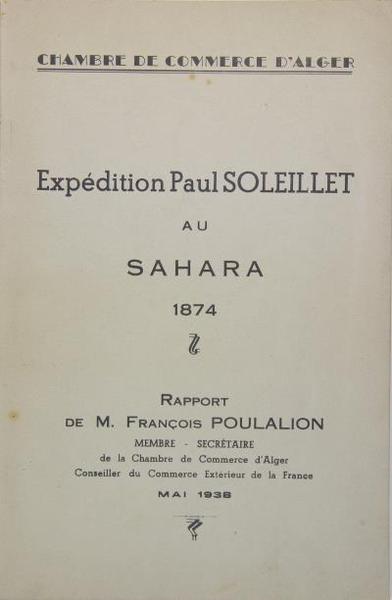 CHAMBRE DE COMMERCE D'ALGER
Expédition Paul SOLEILLET
AU
SAHARA
1874
RAPPORT
DE M. FRANÇOIS POULALION
MEMBRE - SECRÉTAIRE
de la Chambre de Commerce d'Alger
Conseiller du Commerce Extérieur de la France
MAI 1938